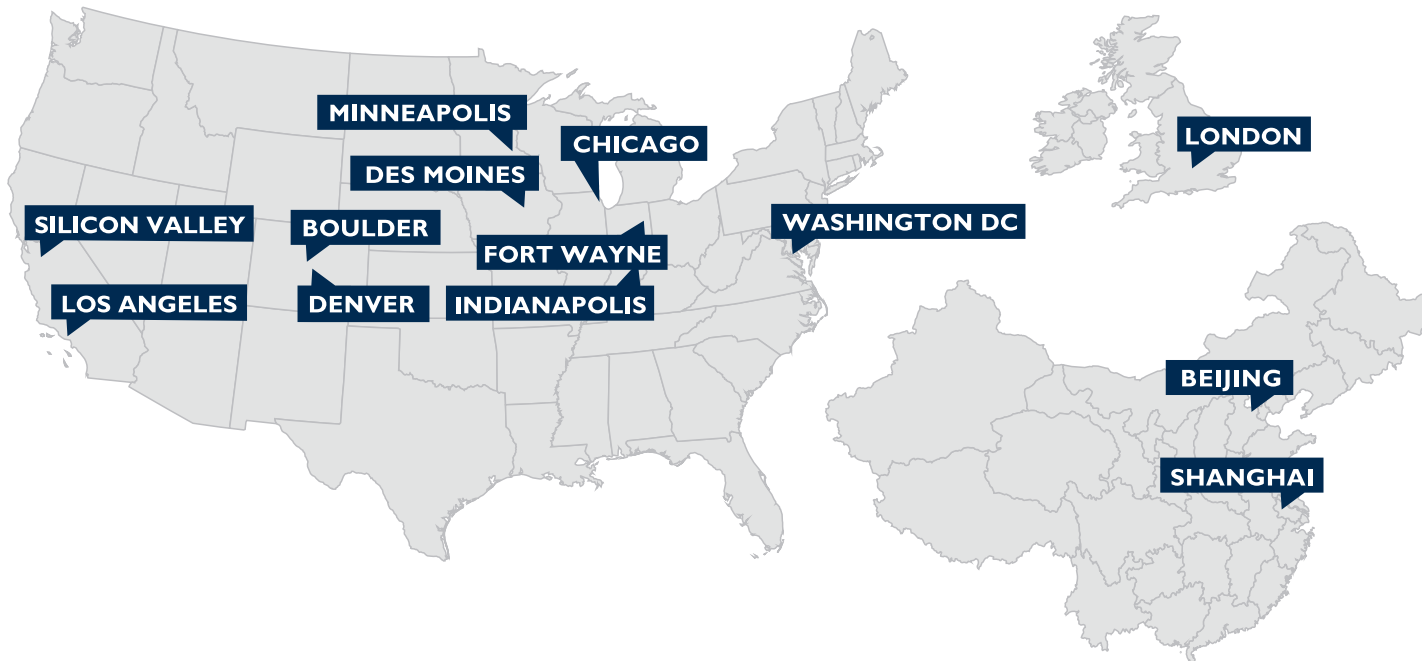 MINNEAPOLIS
CHICAGO
DES MOINES
SILICON VALLEY
BOULDER
FORT WAYNE
WASHINGTON DC
LOS ANGELES
DENVER
INDIANAPOLIS
LONDON
BEIJING
SHANGHAI